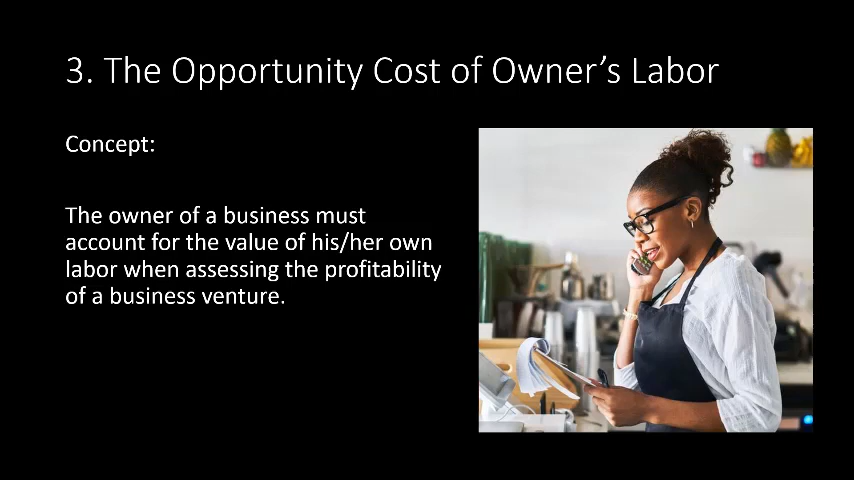 3. The Opportunity Cost of Owner’s Labor
Concept:
The owner of a business must
account for the value of his/her own
labor when assessing the profitability
of a business venture.